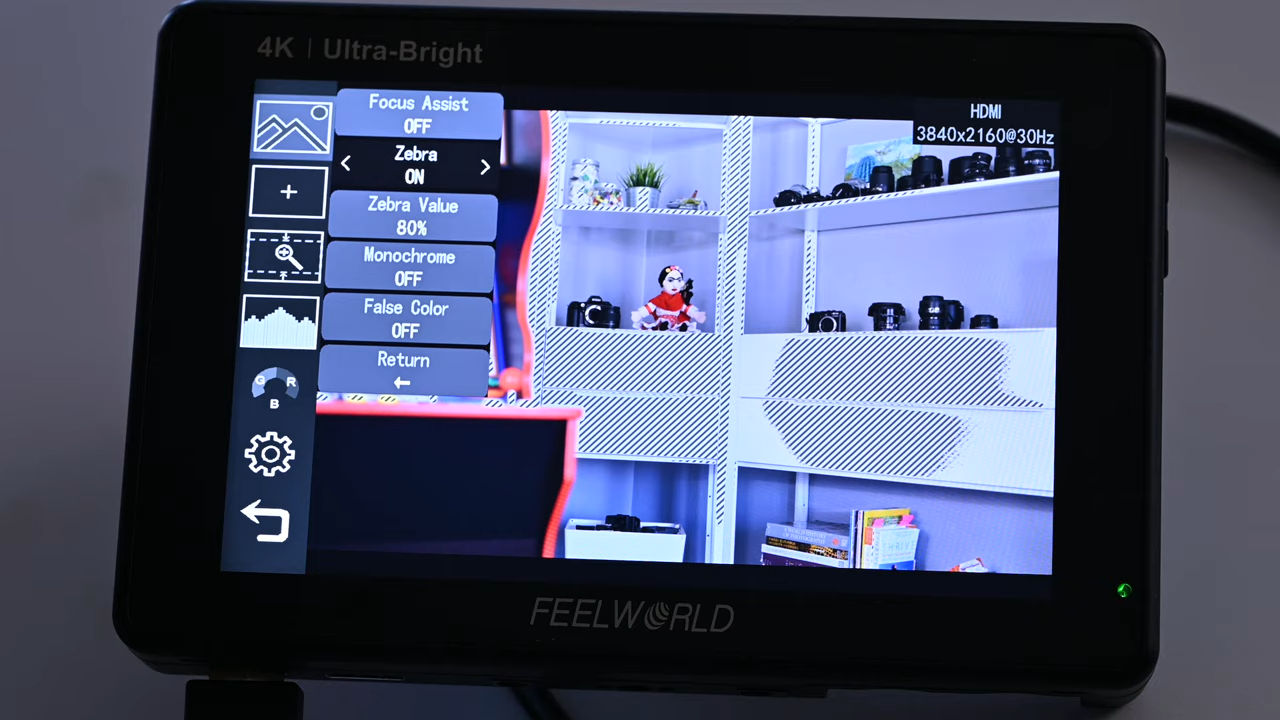 4K | Ultra-Bright
Focus Assist
OFF
Zebra
ON
Zebra Value
80%
Monochrome
OFF
False Color
OFF
Return
HDMI
3840x2160@30Hz
G R
B
FEELWORLD